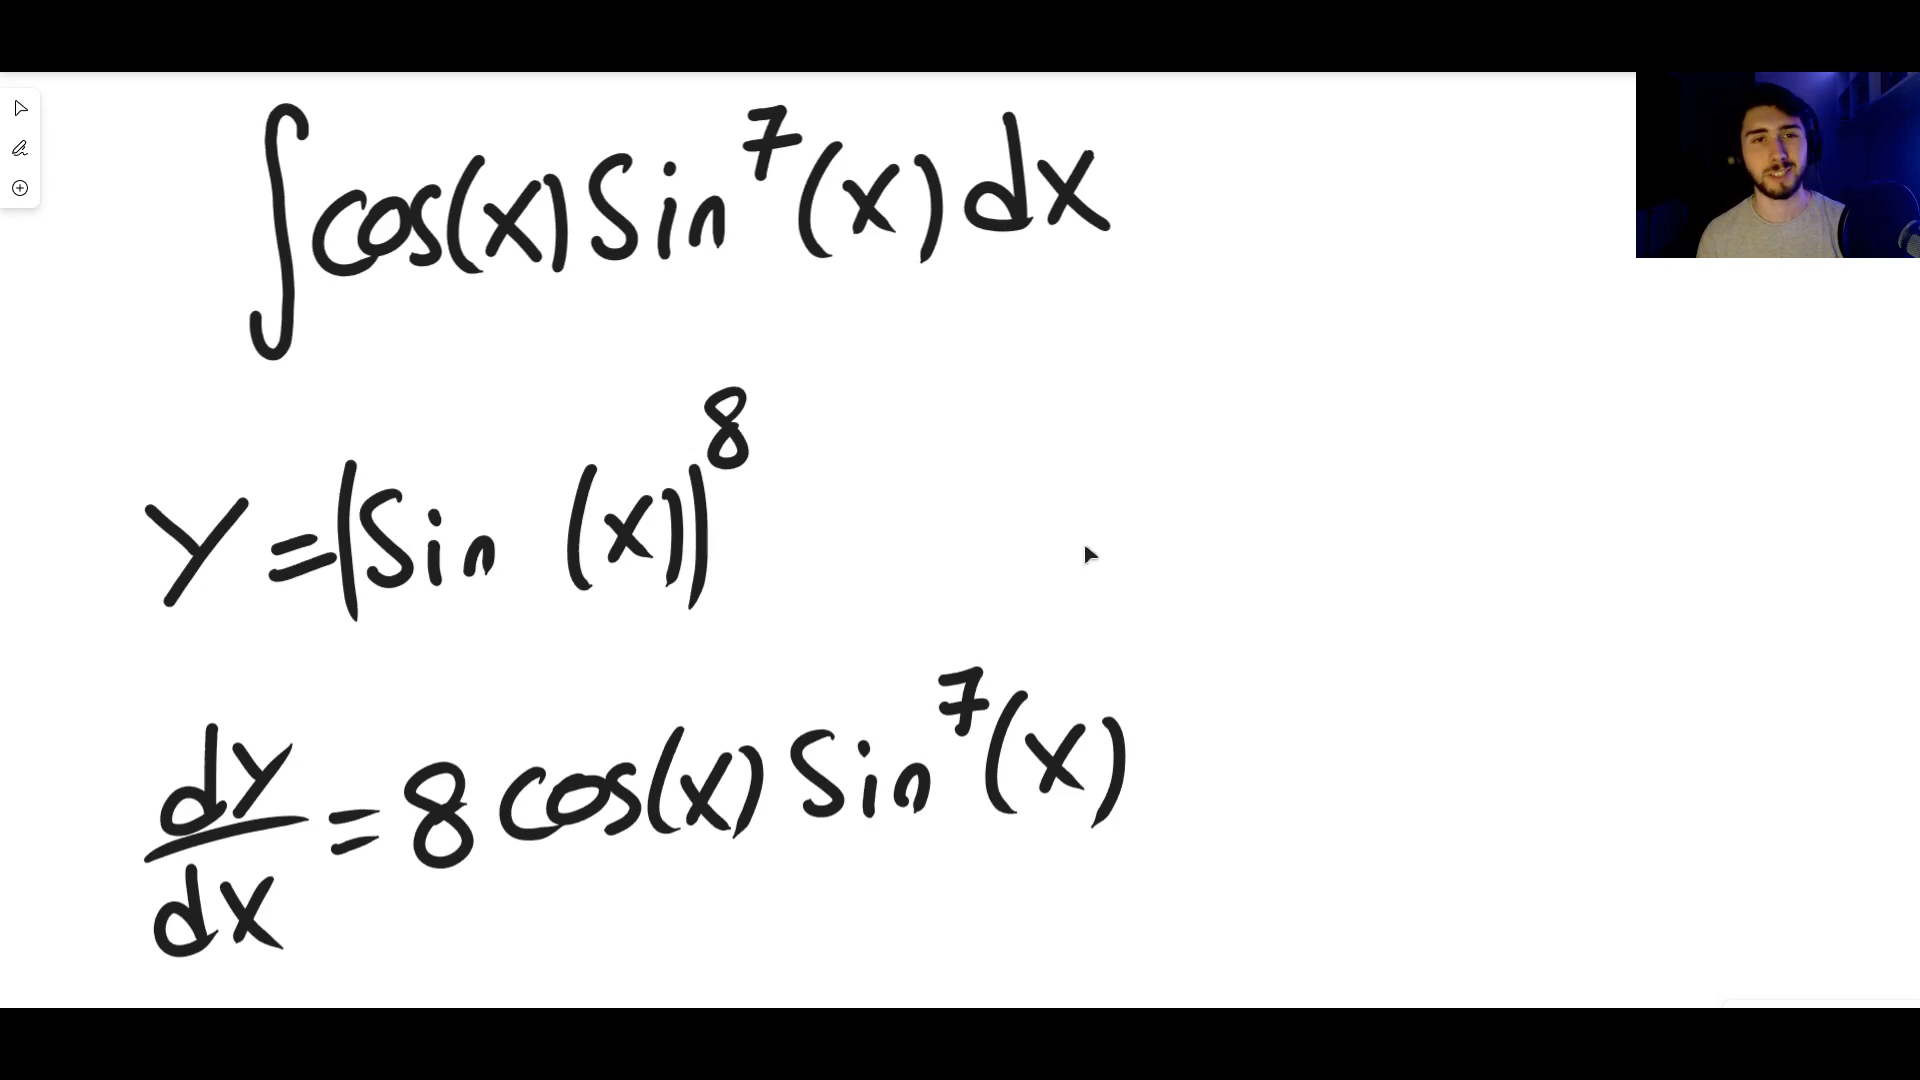 ∫cos(x)Sin⁷(x)dx
Y=(Sin (x))⁸
dY/dX=8cos(x)Sin⁷(x)